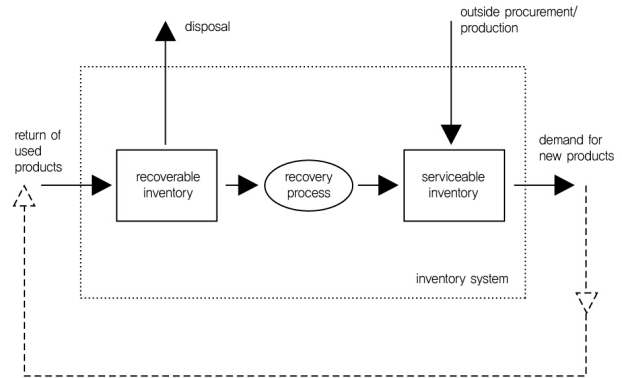 disposal
outside procurement/
production
return of
used
products
demand for
new products
recoverable
inventory
recovery
process
serviceable
inventory
inventory system